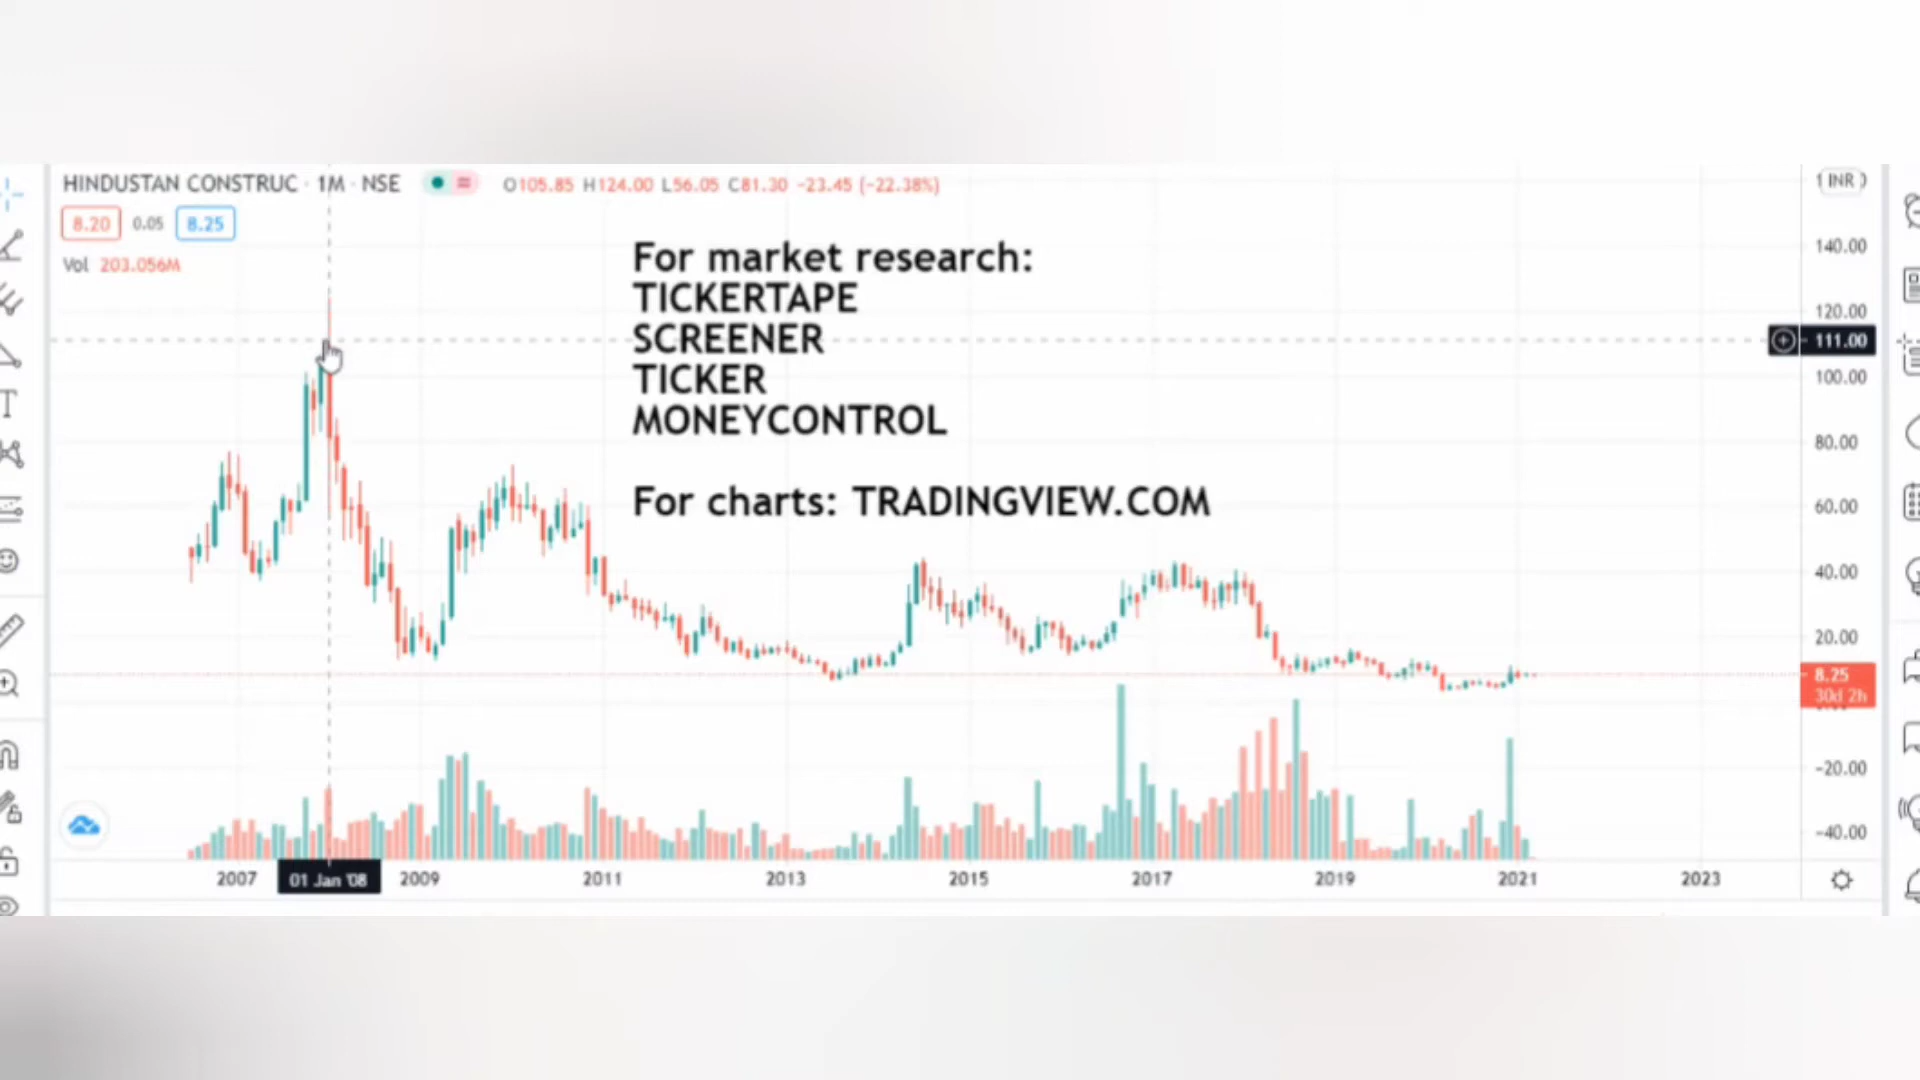 HINDUSTAN CONSTRUC · 1M · NSE O105.85 H124.00 L56.05 C81.30 -23.45 (-22.38%)
8.20 0.05 8.25
Vol 203.056M
For market research:
TICKERTAPE
SCREENER
TICKER
MONEYCONTROL
For charts: TRADINGVIEW.COM
INR
140.00
120.00
111.00
100.00
80.00
60.00
40.00
20.00
8.25
30d 2h
-20.00
-40.00
2007 01 Jan '08 2009 2011 2013 2015 2017 2019 2021 2023